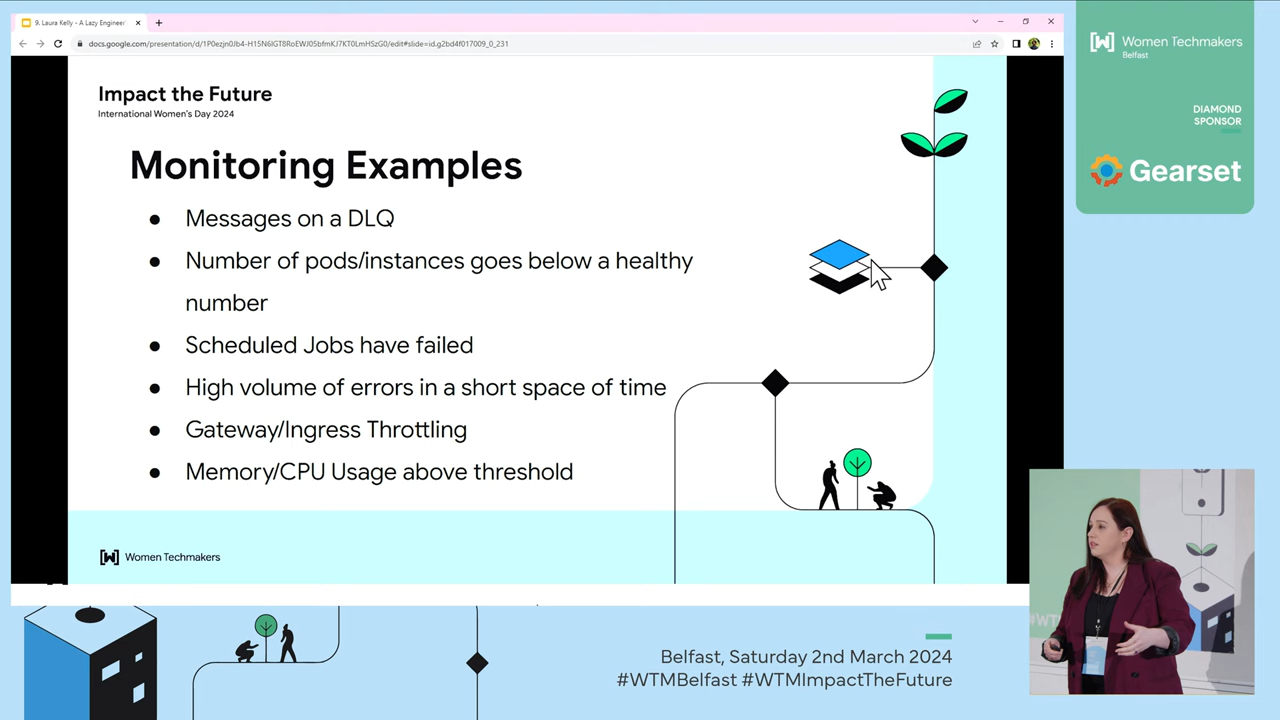 9. Laura Kelly - A Lazy Engineer'
docs.google.com/presentation/d/1P0ezjn0Jb4-H15N6IGT8RoEWJ05bfmKJ7KT0LmHSzG0/edit#slide=id.g2bd4f017009_0_231
Impact the Future
International Women's Day 2024
Monitoring Examples
● Messages on a DLQ
● Number of pods/instances goes below a healthy
number
● Scheduled Jobs have failed
● High volume of errors in a short space of time
● Gateway/Ingress Throttling
● Memory/CPU Usage above threshold
[W] Women Techmakers
[W] Women Techmakers
Belfast
DIAMOND
SPONSOR
Gearset
Belfast, Saturday 2nd March 2024
#WTMBelfast #WTMImpactTheFuture